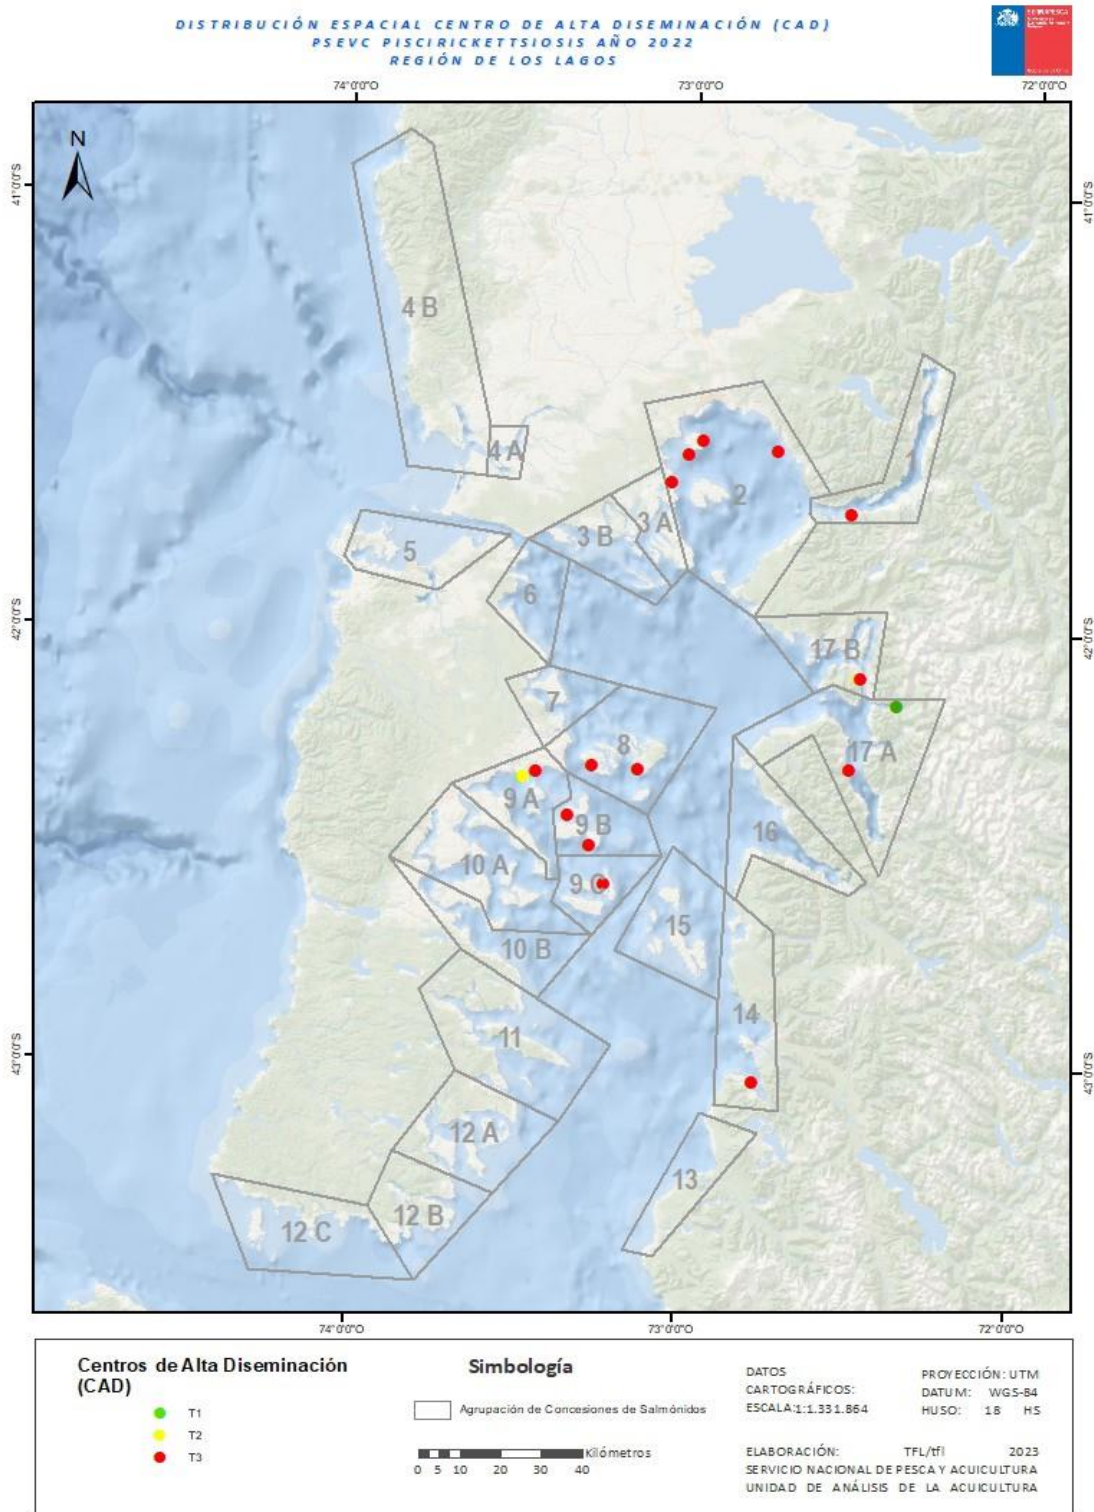 DISTRIBUCIÓN ESPACIAL CENTRO DE ALTA DISEMINACIÓN (CAD)
PSEVC PISCIRICKETTSIOSIS AÑO 2022
REGIÓN DE LOS LAGOS
SERNAPESCA
74°0'0"O 73°0'0"O 72°0'0"O
N
41°0'0"S 41°0'0"S
4 B
4 A
1
2
3 A
3 B
5
6
42°0'0"S 42°0'0"S
17 B
7
8
17 A
9 A
9 B
16
10 A
9 C
15
10 B
14
11
43°0'0"S 43°0'0"S
12 A
13
12 B
12 C
74°0'0"O 73°0'0"O 72°0'0"O
Centros de Alta Diseminación
(CAD)
T1
T2
T3
Simbología
Agrupación de Concesiones de Salmónidos
Kilómetros
0 5 10 20 30 40
DATOS
CARTOGRÁFICOS:
ESCALA:1:1.331.864
PROYECCIÓN: UTM
DATUM: WGS-84
HUSO: 18 HS
ELABORACIÓN: TFL/tfl 2023
SERVICIO NACIONAL DE PESCA Y ACUICULTURA
UNIDAD DE ANÁLISIS DE LA ACUICULTURA